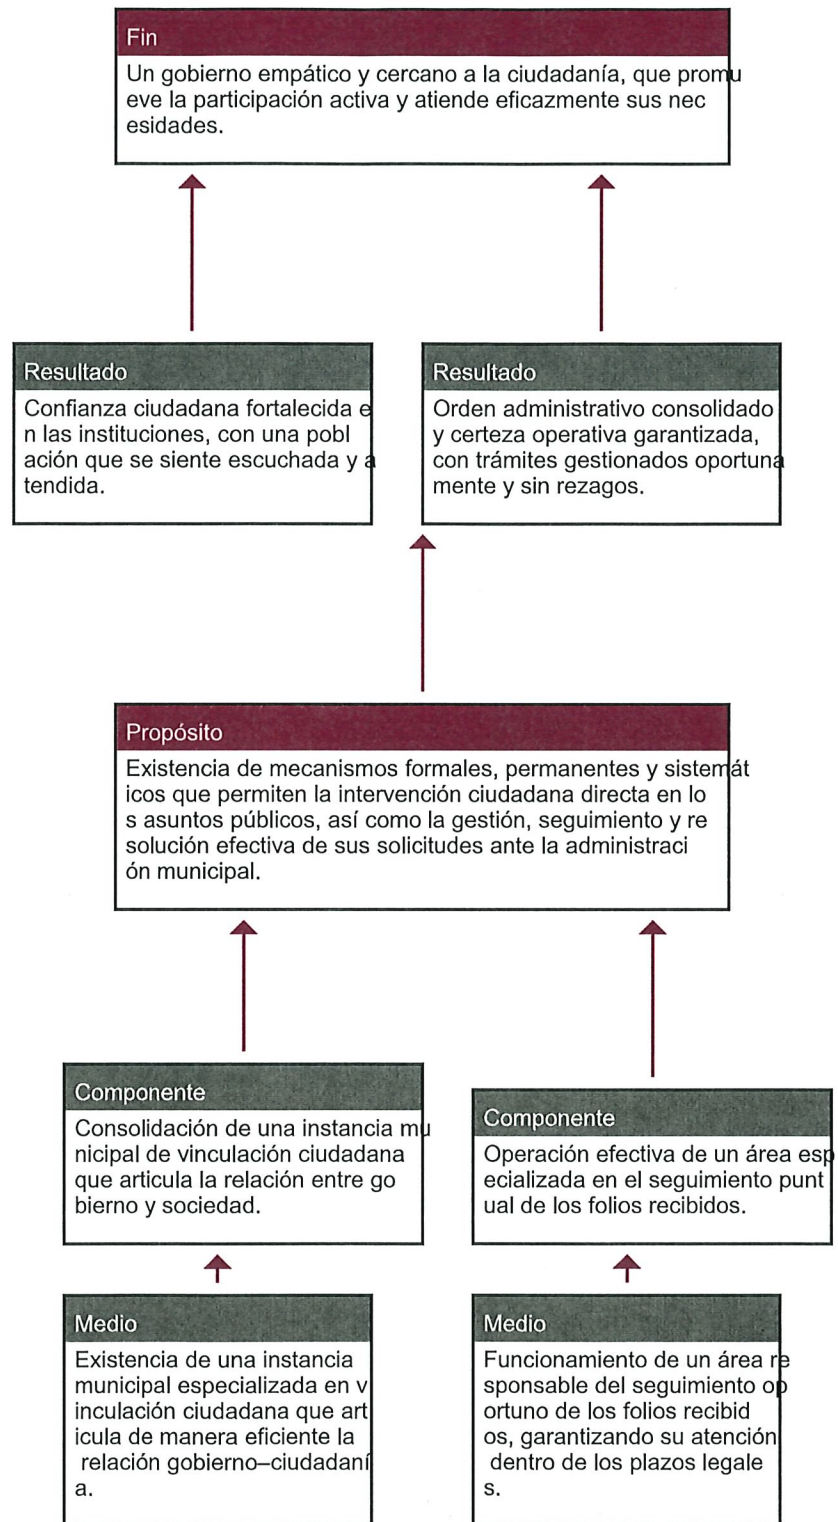 Fin
Un gobierno empático y cercano a la ciudadanía, que promu
eve la participación activa y atiende eficazmente sus nec
esidades.
Resultado
Confianza ciudadana fortalecida e
n las instituciones, con una pobl
ación que se siente escuchada y a
tendida.
Resultado
Orden administrativo consolidado
y certeza operativa garantizada,
con trámites gestionados oportuna
mente y sin rezagos.
Propósito
Existencia de mecanismos formales, permanentes y sistemát
icos que permiten la intervención ciudadana directa en lo
s asuntos públicos, así como la gestión, seguimiento y re
solución efectiva de sus solicitudes ante la administraci
ón municipal.
Componente
Consolidación de una instancia mu
nicipal de vinculación ciudadana
que articula la relación entre go
bierno y sociedad.
Componente
Operación efectiva de un área esp
ecializada en el seguimiento punt
ual de los folios recibidos.
Medio
Existencia de una instancia
municipal especializada en v
inculación ciudadana que art
icula de manera eficiente la
relación gobierno–ciudadaní
a.
Medio
Funcionamiento de un área re
sponsable del seguimiento op
ortuno de los folios recibid
os, garantizando su atención
dentro de los plazos legale
s.